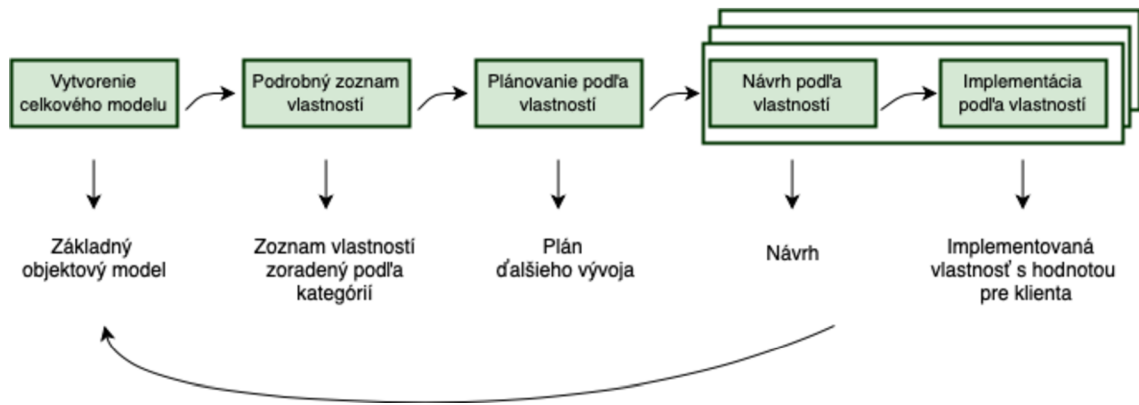 Vytvorenie
celkového modelu
Podrobný zoznam
vlastností
Plánovanie podľa
vlastností
Návrh podľa
vlastností
Implementácia
podľa vlastností
Základný
objektový model
Zoznam vlastností
zoradený podľa
kategórií
Plán
ďalšieho vývoja
Návrh
Implementovaná
vlastnosť s hodnotou
pre klienta